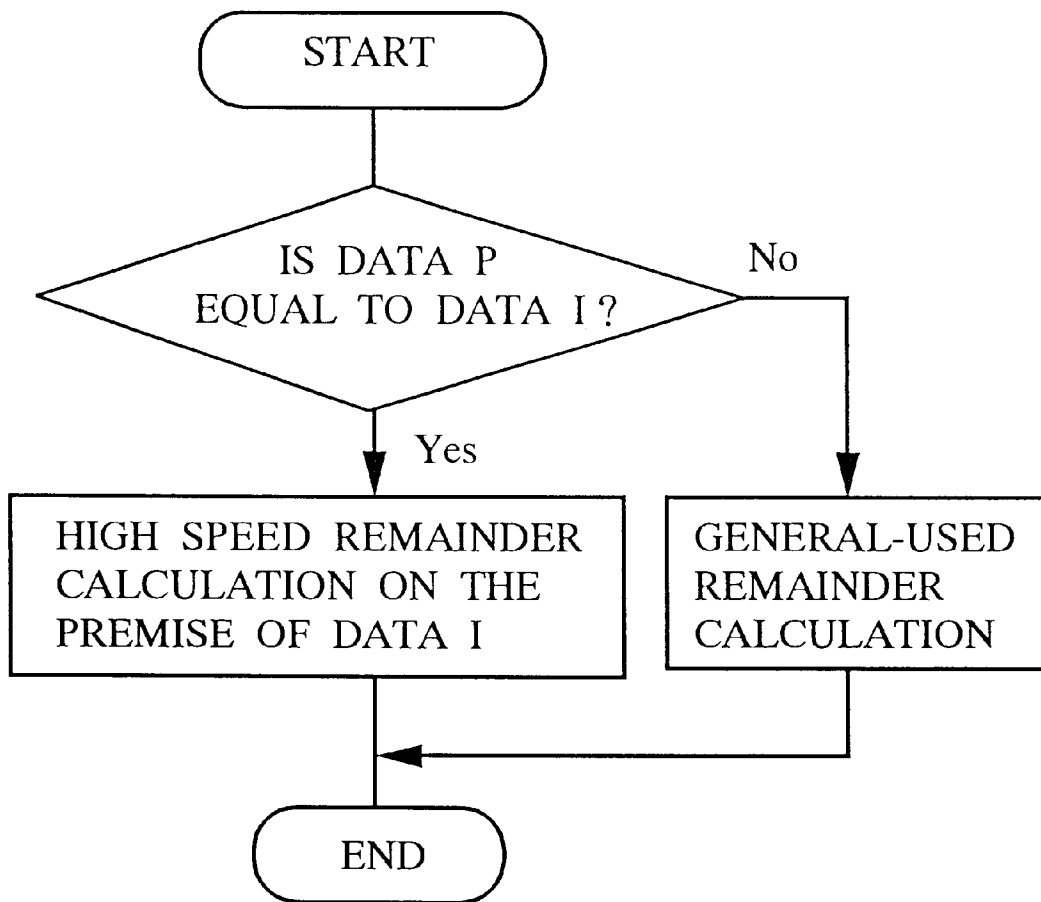 START
IS DATA P
EQUAL TO DATA I ?
No
Yes
HIGH SPEED REMAINDER
CALCULATION ON THE
PREMISE OF DATA I
GENERAL-USED
REMAINDER
CALCULATION
END